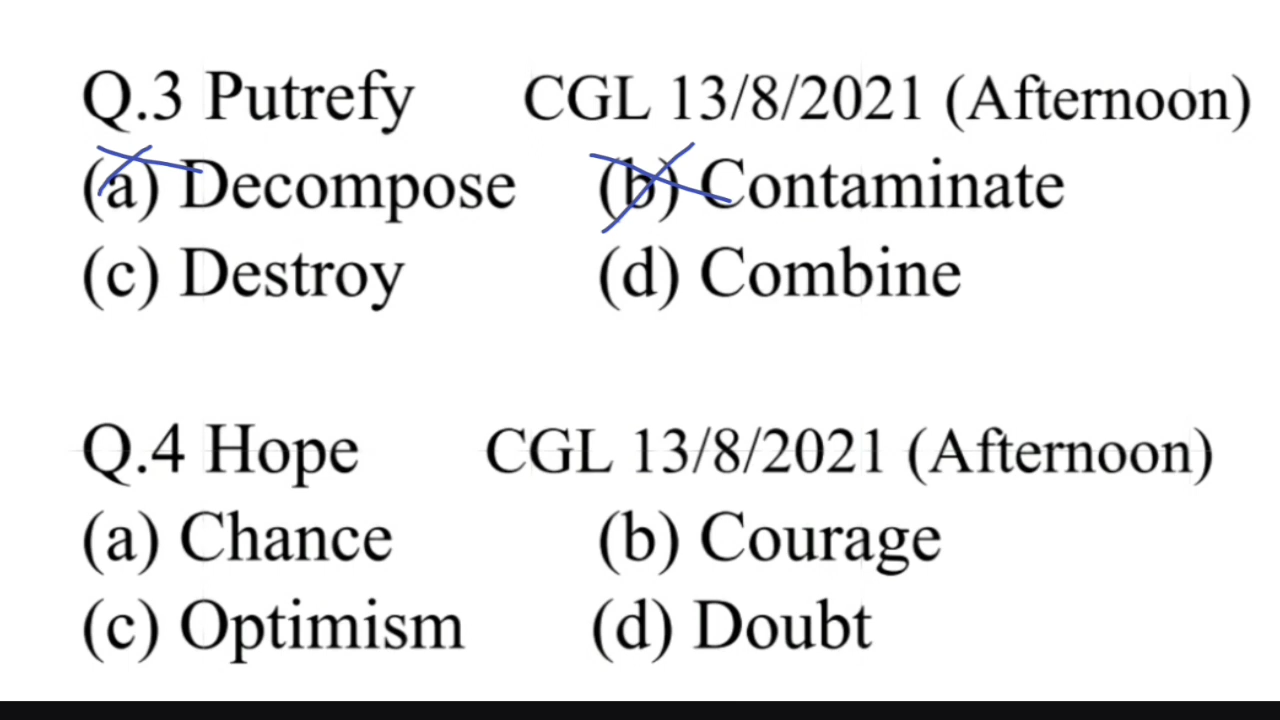 Q.3 Putrefy CGL 13/8/2021 (Afternoon)
(a) Decompose (b) Contaminate
(c) Destroy (d) Combine
Q.4 Hope CGL 13/8/2021 (Afternoon)
(a) Chance (b) Courage
(c) Optimism (d) Doubt